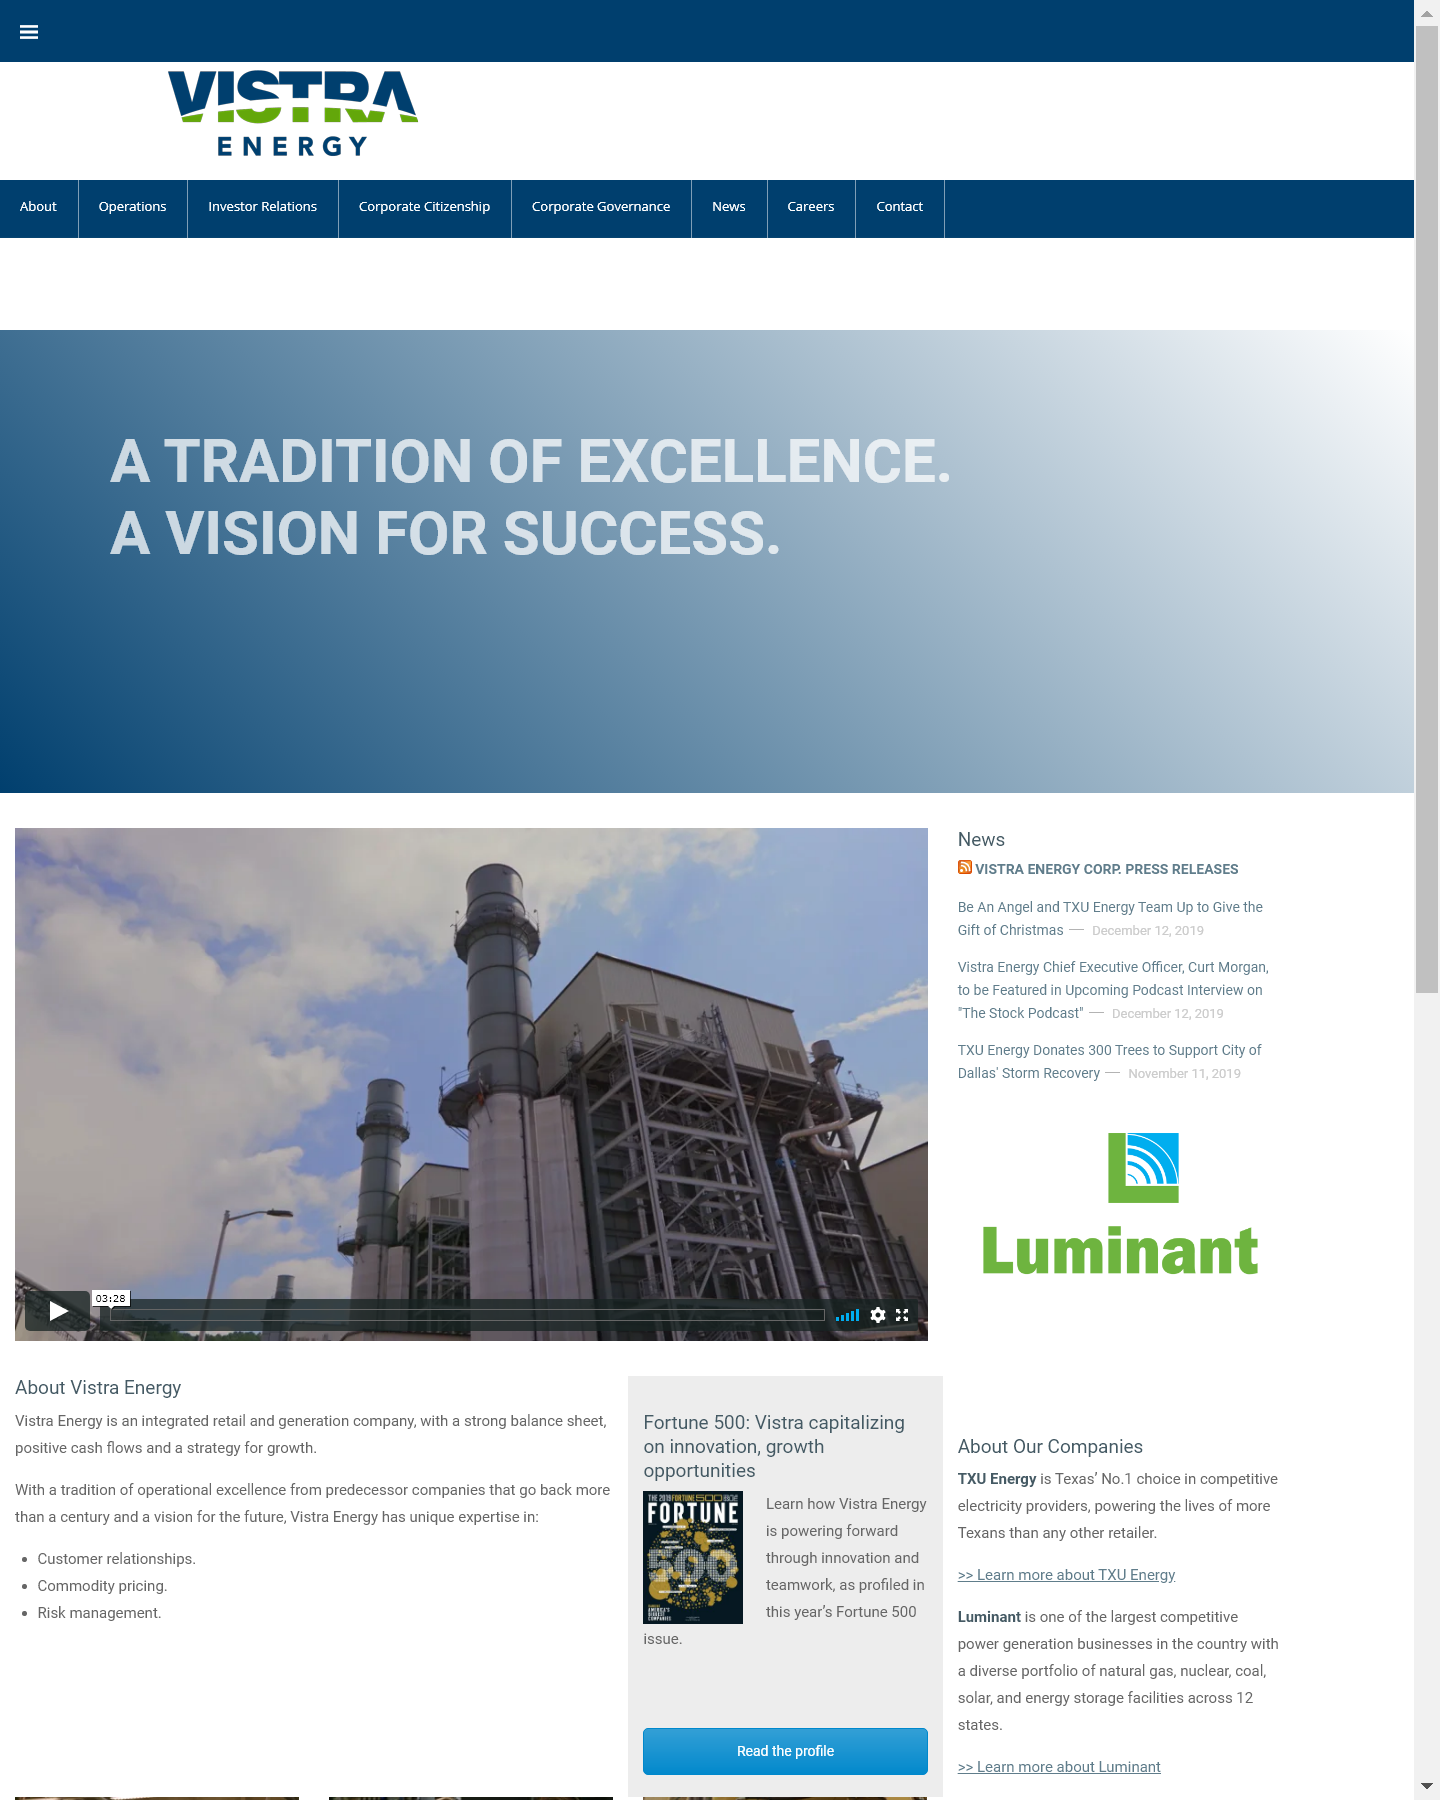 VISTRA
ENERGY
About
Operations
Investor Relations
Corporate Citizenship
Corporate Governance
News
Careers
Contact
A TRADITION OF EXCELLENCE.
A VISION FOR SUCCESS.
03:28
News
VISTRA ENERGY CORP. PRESS RELEASES
Be An Angel and TXU Energy Team Up to Give the
Gift of Christmas — December 12, 2019
Vistra Energy Chief Executive Officer, Curt Morgan,
to be Featured in Upcoming Podcast Interview on
"The Stock Podcast" — December 12, 2019
TXU Energy Donates 300 Trees to Support City of
Dallas' Storm Recovery — November 11, 2019
Luminant
About Vistra Energy
Vistra Energy is an integrated retail and generation company, with a strong balance sheet,
positive cash flows and a strategy for growth.
With a tradition of operational excellence from predecessor companies that go back more
than a century and a vision for the future, Vistra Energy has unique expertise in:
• Customer relationships.
• Commodity pricing.
• Risk management.
Fortune 500: Vistra capitalizing
on innovation, growth
opportunities
THE 2019 FORTUNE 500
FORTUNE
500
AMERICA'S
BIGGEST
COMPANIES
Learn how Vistra Energy
is powering forward
through innovation and
teamwork, as profiled in
this year’s Fortune 500
issue.
Read the profile
About Our Companies
TXU Energy is Texas’ No.1 choice in competitive
electricity providers, powering the lives of more
Texans than any other retailer.
>> Learn more about TXU Energy
Luminant is one of the largest competitive
power generation businesses in the country with
a diverse portfolio of natural gas, nuclear, coal,
solar, and energy storage facilities across 12
states.
>> Learn more about Luminant